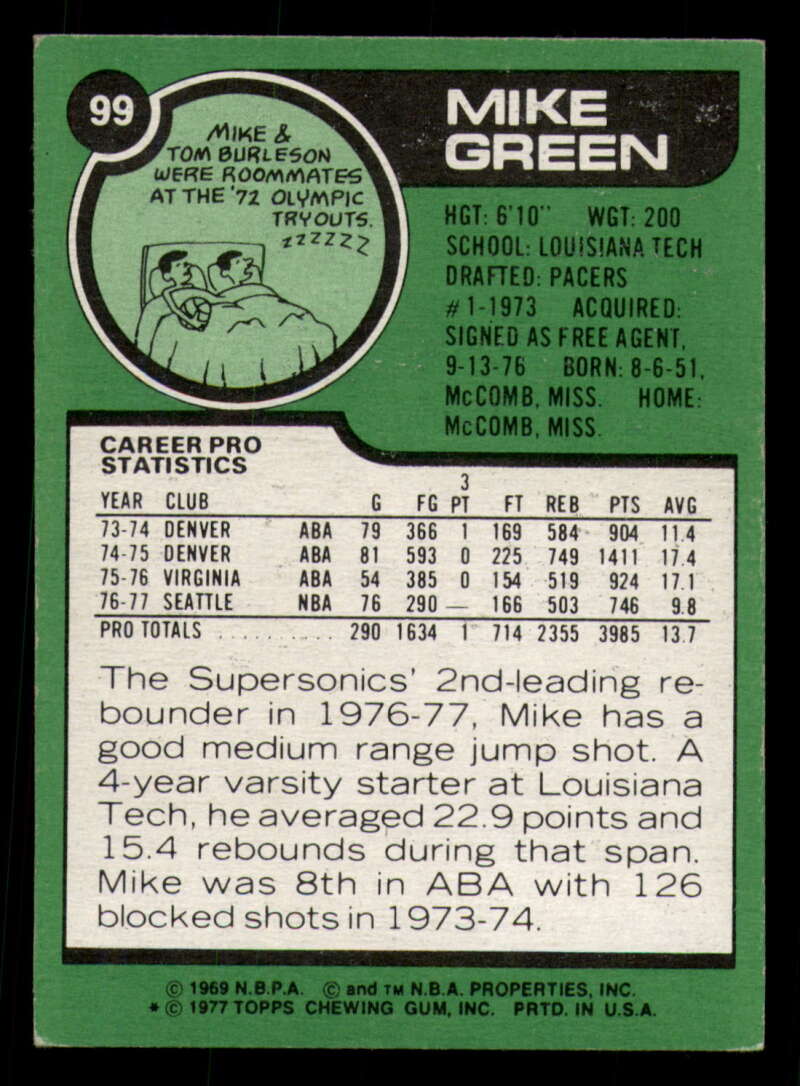 99
MIKE
GREEN
MIKE &
TOM BURLESON
WERE ROOMMATES
AT THE '72 OLYMPIC
TRYOUTS.
ZZZZZZ
HGT: 6'10" WGT: 200
SCHOOL: LOUISIANA TECH
DRAFTED: PACERS
#1-1973 ACQUIRED:
SIGNED AS FREE AGENT,
9-13-76 BORN: 8-6-51,
McCOMB, MISS. HOME:
McCOMB, MISS.
CAREER PRO
STATISTICS
YEAR CLUB G FG 3 PT FT REB PTS AVG
73-74 DENVER ABA 79 366 1 169 584 904 11.4
74-75 DENVER ABA 81 593 0 225 749 1411 17.4
75-76 VIRGINIA ABA 54 385 0 154 519 924 17.1
76-77 SEATTLE NBA 76 290 — 166 503 746 9.8
PRO TOTALS .......... 290 1634 1 714 2355 3985 13.7
The Supersonics' 2nd-leading re-
bounder in 1976-77, Mike has a
good medium range jump shot. A
4-year varsity starter at Louisiana
Tech, he averaged 22.9 points and
15.4 rebounds during that span.
Mike was 8th in ABA with 126
blocked shots in 1973-74.
© 1969 N.B.P.A. © and TM N.B.A. PROPERTIES, INC.
* © 1977 TOPPS CHEWING GUM, INC. PRTD. IN U.S.A.